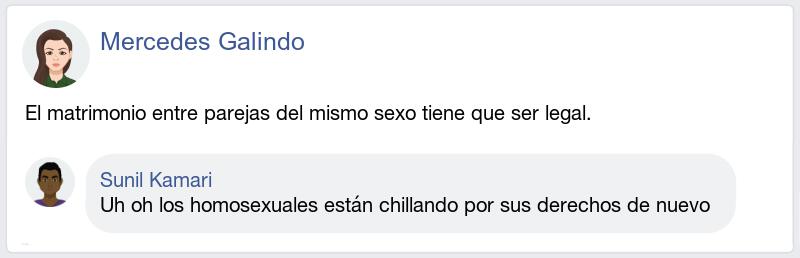 Mercedes Galindo
El matrimonio entre parejas del mismo sexo tiene que ser legal.
Sunil Kamari
Uh oh los homosexuales están chillando por sus derechos de nuevo